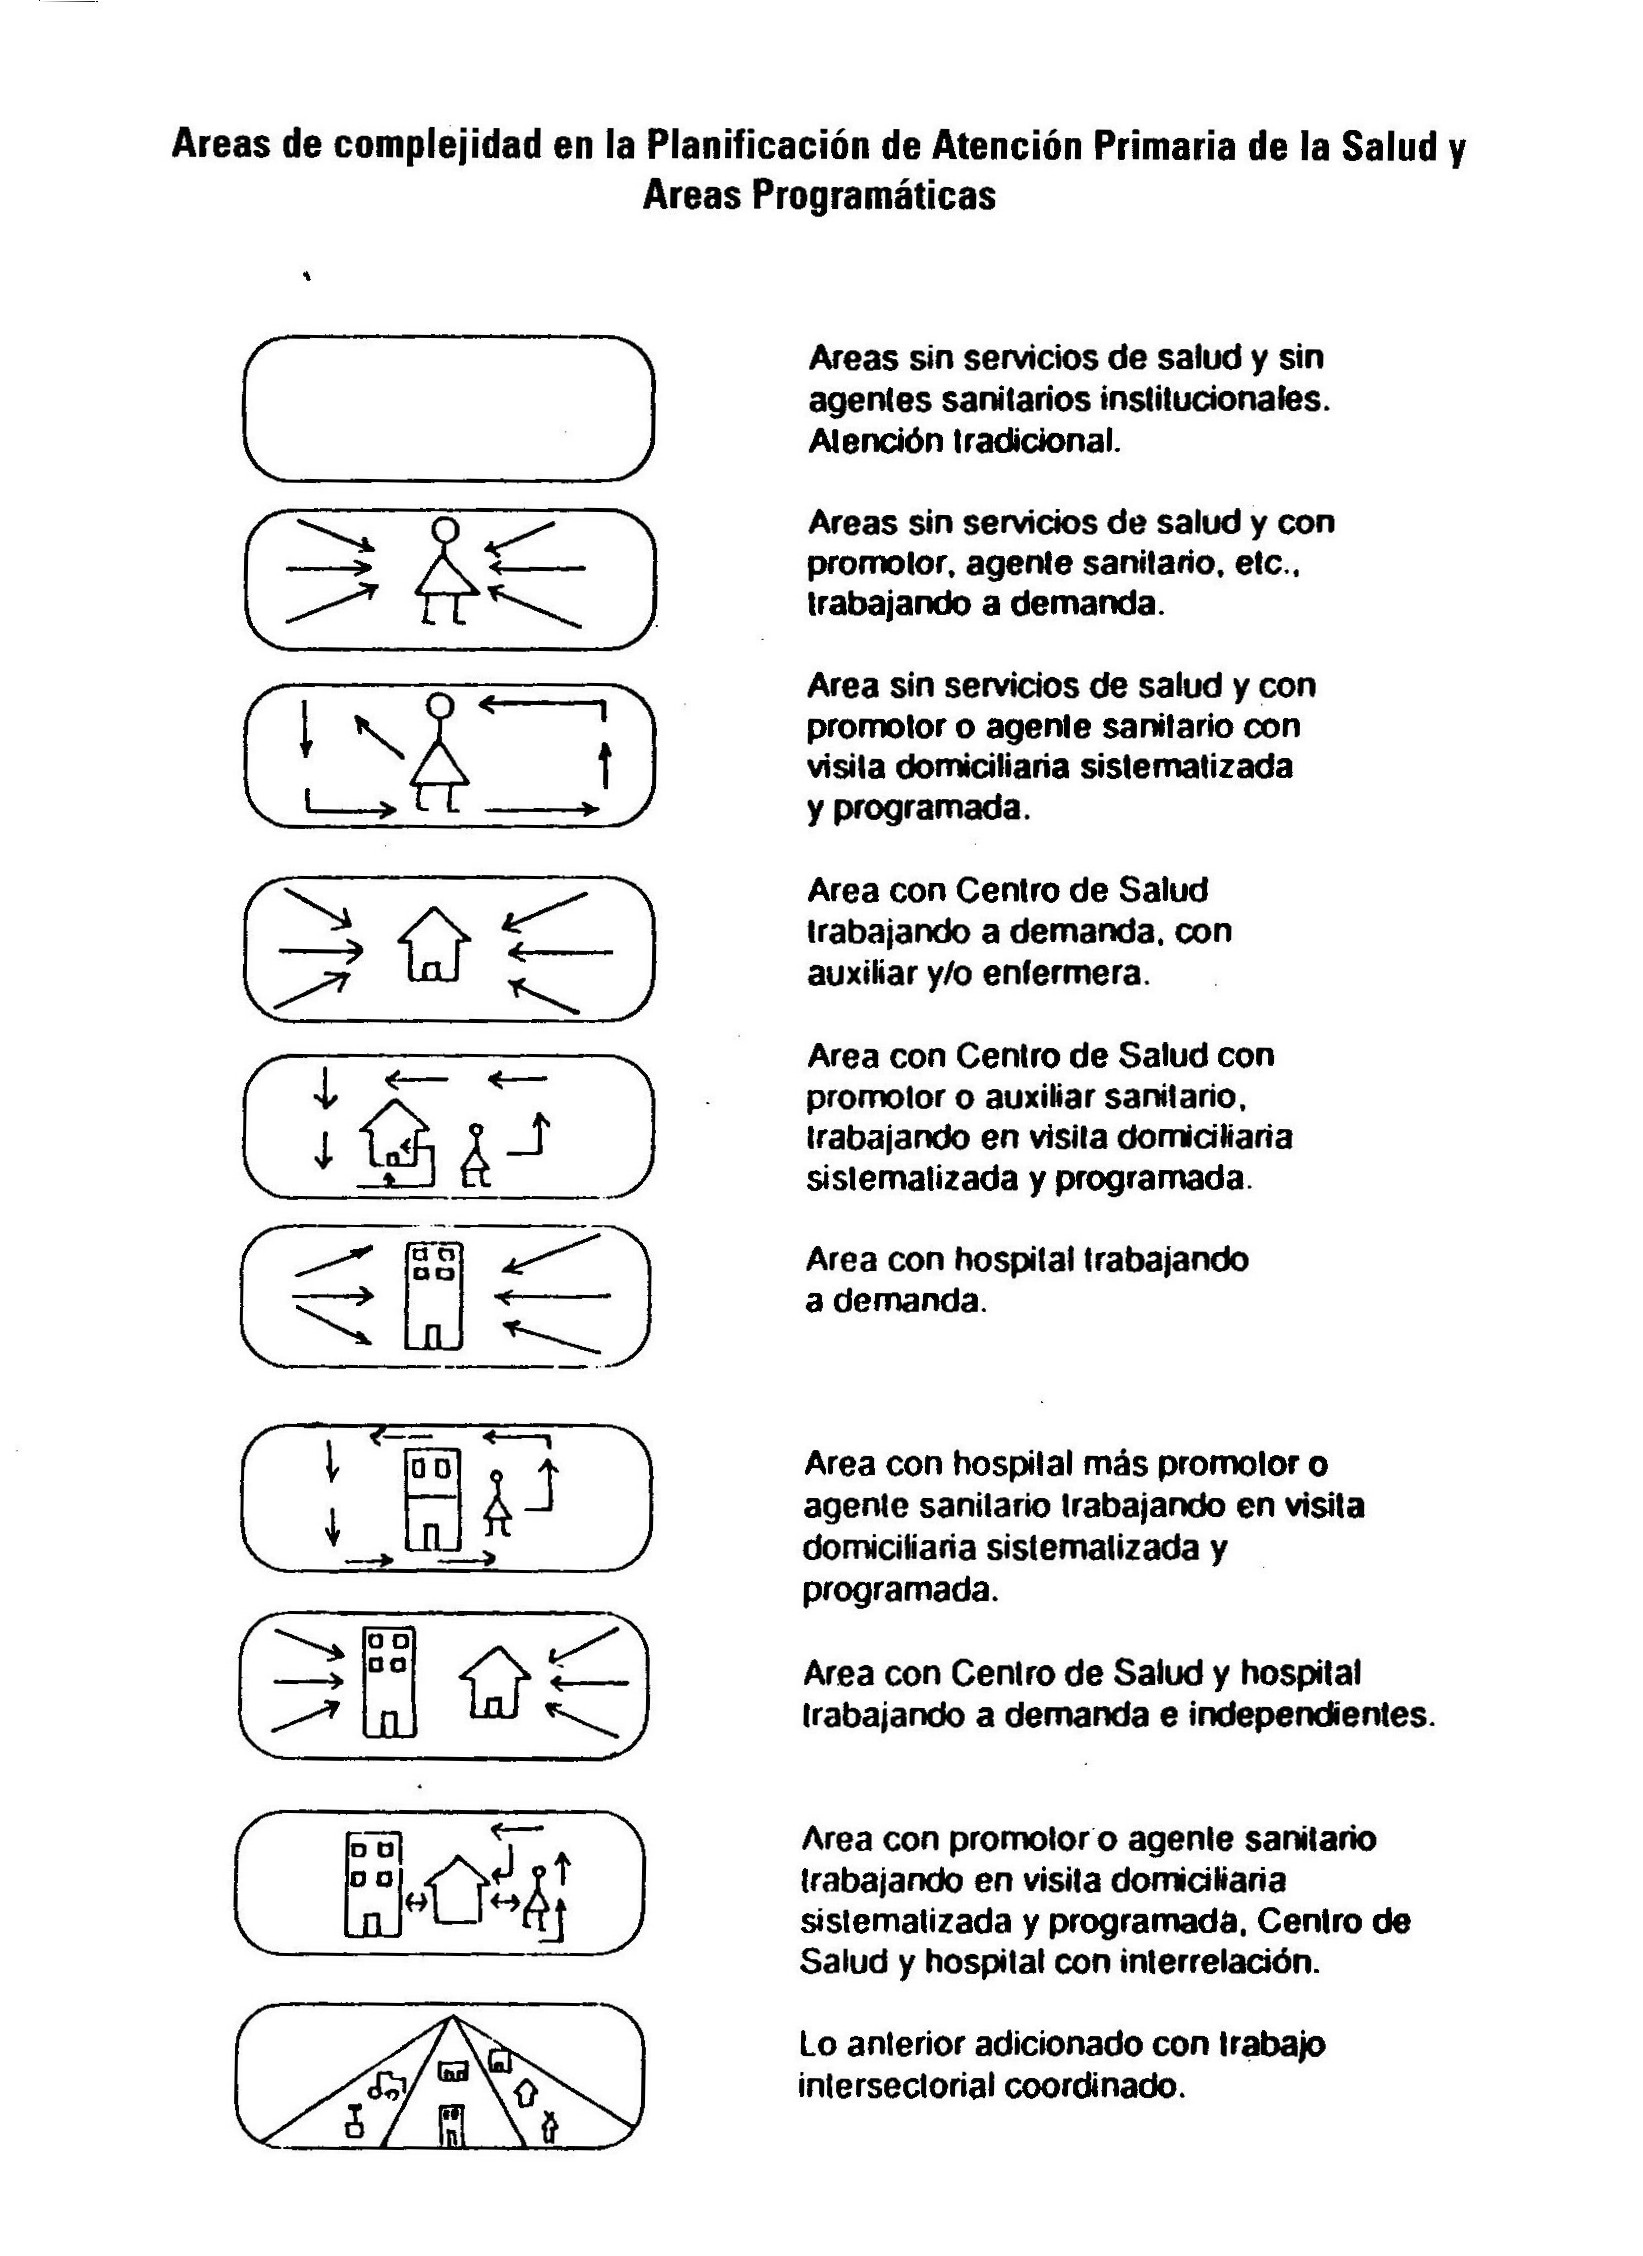 Areas de complejidad en la Planificación de Atención Primaria de la Salud y
Areas Programáticas
Areas sin servicios de salud y sin
agentes sanitarios institucionales.
Atención tradicional.
Areas sin servicios de salud y con
promotor, agente sanitario, etc.,
trabajando a demanda.
Area sin servicios de salud y con
promotor o agente sanitario con
visita domiciliaria sistematizada
y programada.
Area con Centro de Salud
trabajando a demanda, con
auxiliar y/o enfermera.
Area con Centro de Salud con
promotor o auxiliar sanitario,
trabajando en visita domiciliaria
sistematizada y programada.
Area con hospital trabajando
a demanda.
Area con hospital más promotor o
agente sanitario trabajando en visita
domiciliaria sistematizada y
programada.
Area con Centro de Salud y hospital
trabajando a demanda e independientes.
Area con promotor o agente sanitario
trabajando en visita domiciliaria
sistematizada y programada, Centro de
Salud y hospital con interrelación.
Lo anterior adicionado con trabajo
intersectorial coordinado.